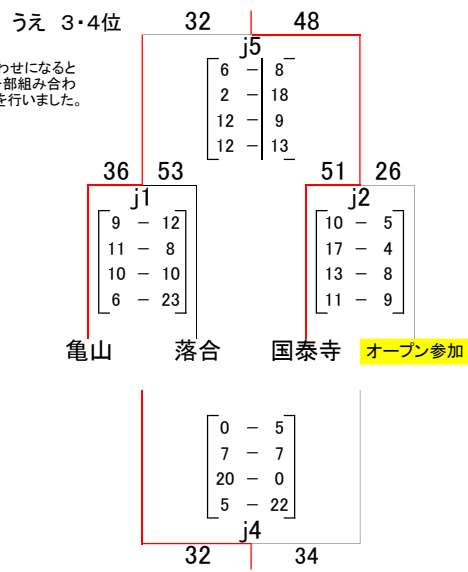 うえ 3・4位
32 48
j5
わせになると
一部組み合わ
を行いました。
6 － 8
2 － 18
12 － 9
12 － 13
36 53 51 26
j1 j2
9 － 12 10 － 5
11 － 8 17 － 4
10 － 10 13 － 8
6 － 23 11 － 9
亀山 落合 国泰寺 オープン参加
0 － 5
7 － 7
20 － 0
5 － 22
j4
32 34